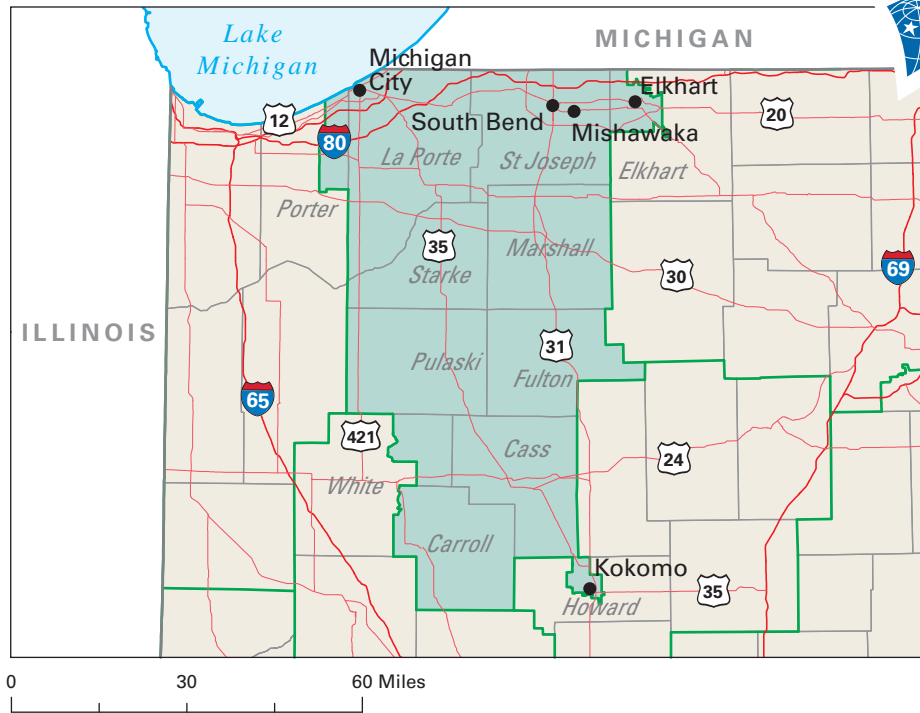 Lake
Michigan
MICHIGAN
Michigan
City
Elkhart
South Bend
Mishawaka
12
20
80
La Porte
St Joseph
Elkhart
Porter
35
Starke
Marshall
30
69
ILLINOIS
31
Pulaski
Fulton
65
421
Cass
24
White
Carroll
Kokomo
35
Howard
0 30 60 Miles